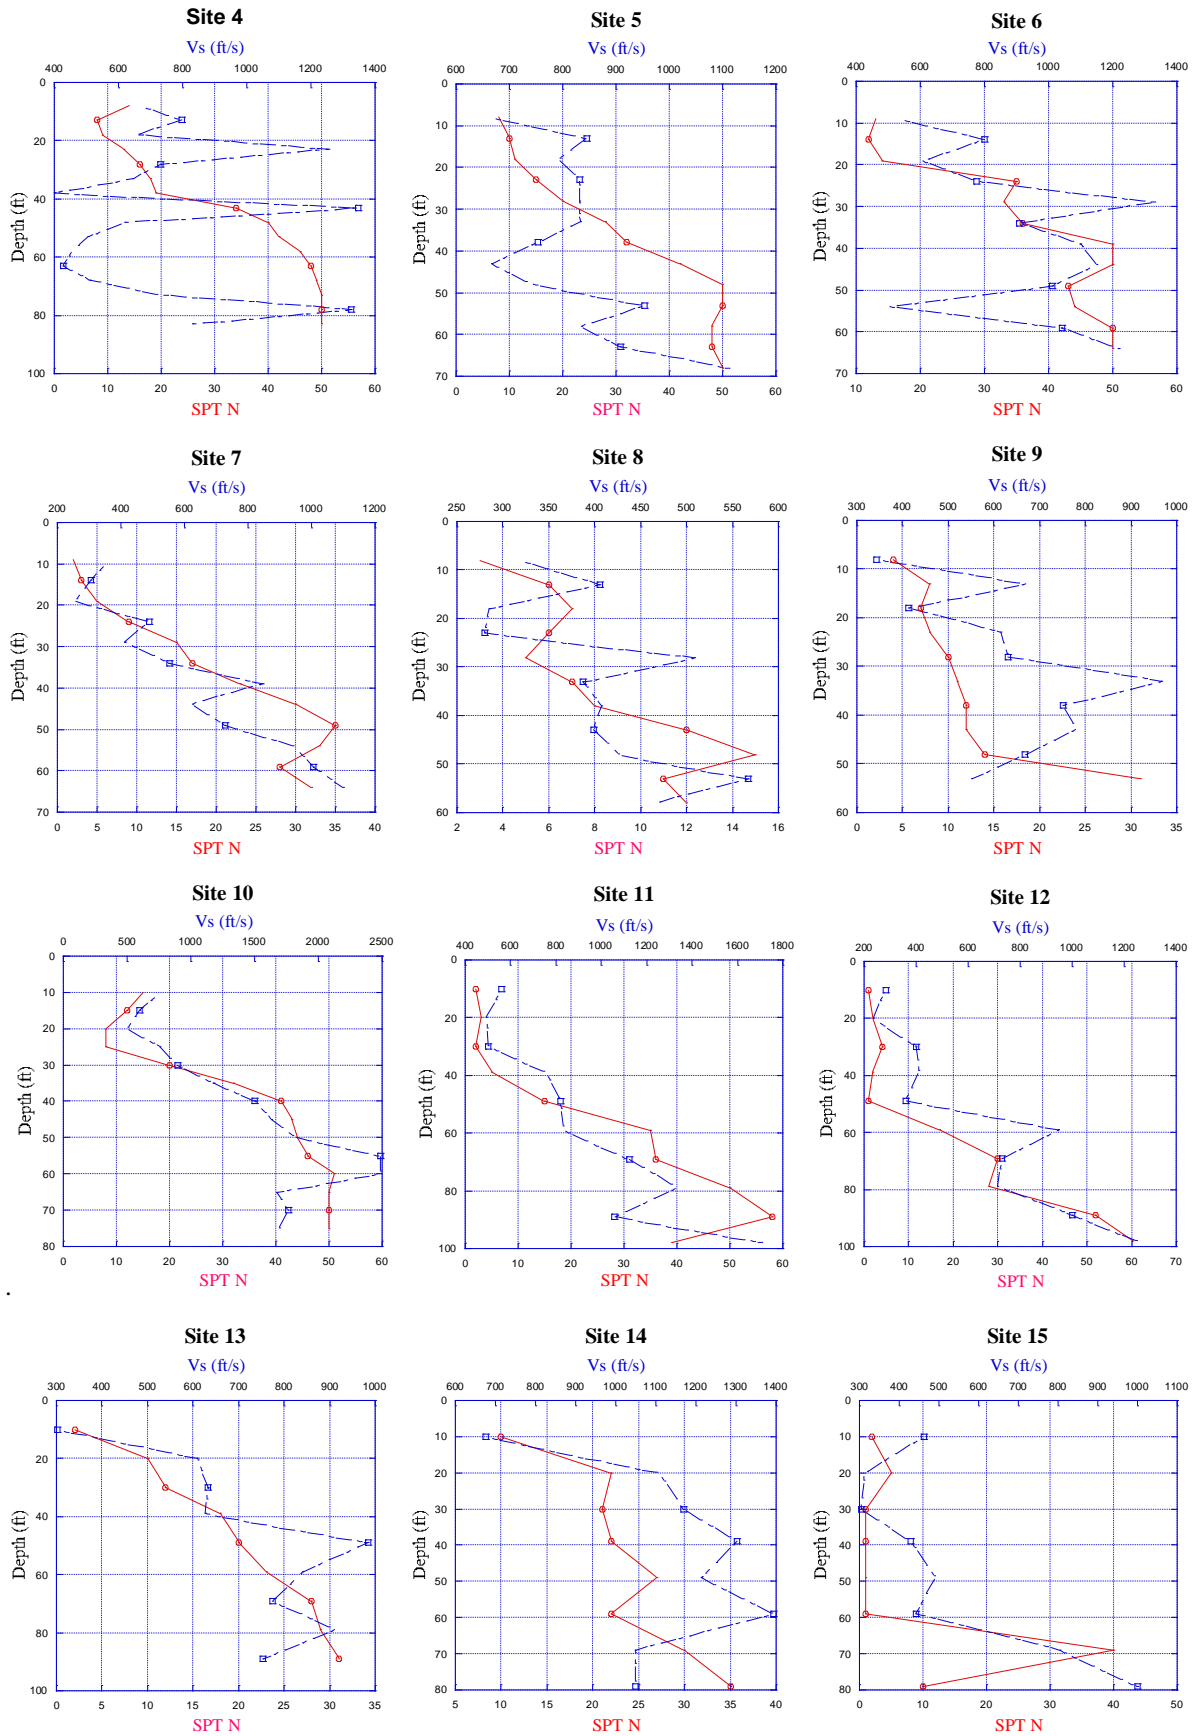 Site 4
Vs (ft/s)
400 600 800 1000 1200 1400
0
20
40
60
80
100
Depth (ft)
0 10 20 30 40 50 60
SPT N
Site 5
Vs (ft/s)
600 700 800 900 1000 1100 1200
0
10
20
30
40
50
60
70
Depth (ft)
0 10 20 30 40 50 60
SPT N
Site 6
Vs (ft/s)
400 600 800 1000 1200 1400
0
10
20
30
40
50
60
70
Depth (ft)
10 20 30 40 50 60
SPT N
Site 7
Vs (ft/s)
200 400 600 800 1000 1200
0
10
20
30
40
50
60
70
Depth (ft)
0 5 10 15 20 25 30 35 40
SPT N
Site 8
Vs (ft/s)
250 300 350 400 450 500 550 600
0
10
20
30
40
50
60
Depth (ft)
2 4 6 8 10 12 14 16
SPT N
Site 9
Vs (ft/s)
300 400 500 600 700 800 900 1000
0
10
20
30
40
50
60
Depth (ft)
0 5 10 15 20 25 30 35
SPT N
Site 10
Vs (ft/s)
0 500 1000 1500 2000 2500
0
10
20
30
40
50
60
70
80
Depth (ft)
0 10 20 30 40 50 60
SPT N
Site 11
Vs (ft/s)
400 600 800 1000 1200 1400 1600 1800
0
20
40
60
80
100
Depth (ft)
0 10 20 30 40 50 60
SPT N
Site 12
Vs (ft/s)
200 400 600 800 1000 1200 1400
0
20
40
60
80
100
Depth (ft)
0 10 20 30 40 50 60 70
SPT N
.
Site 13
Vs (ft/s)
300 400 500 600 700 800 900 1000
0
20
40
60
80
100
Depth (ft)
0 5 10 15 20 25 30 35
SPT N
Site 14
Vs (ft/s)
600 700 800 900 1000 1100 1200 1300 1400
0
10
20
30
40
50
60
70
80
Depth (ft)
5 10 15 20 25 30 35 40
SPT N
Site 15
Vs (ft/s)
300 400 500 600 700 800 900 1000 1100
0
10
20
30
40
50
60
70
80
Depth (ft)
0 10 20 30 40 50
SPT N